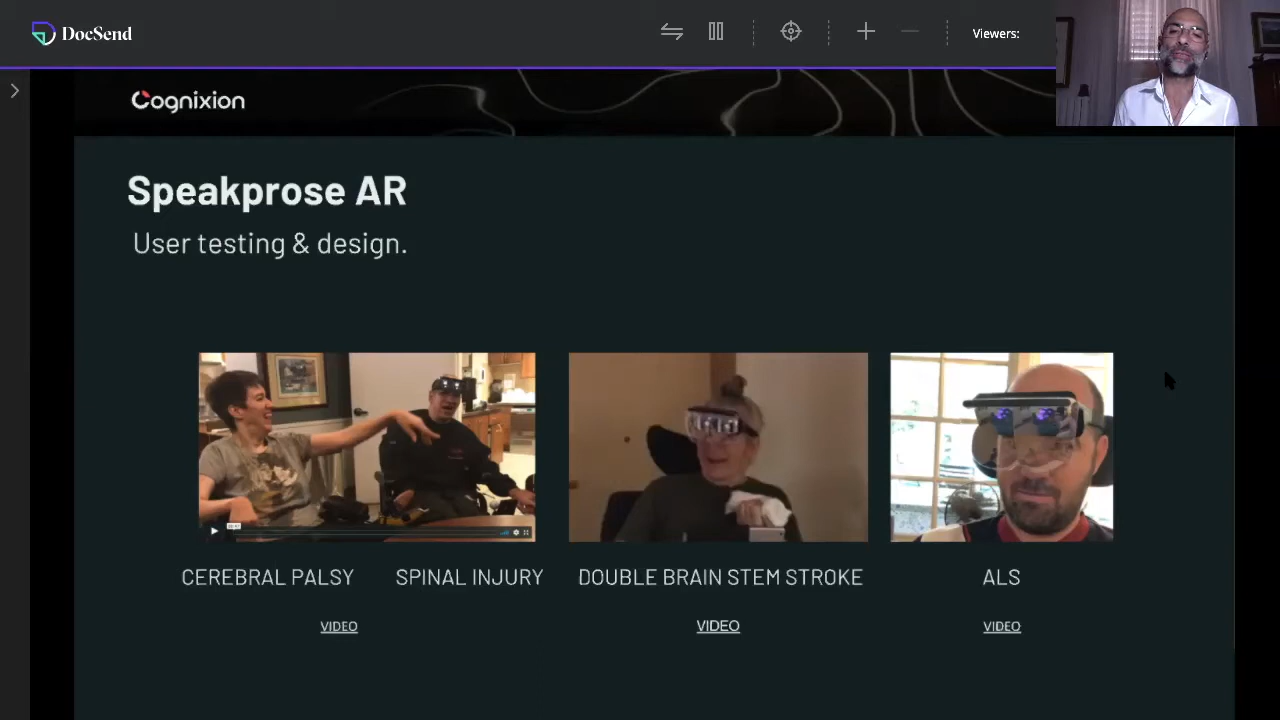 DocSend
Viewers:
Cognixion
Speakprose AR
User testing & design.
CEREBRAL PALSY
SPINAL INJURY
DOUBLE BRAIN STEM STROKE
ALS
VIDEO
VIDEO
VIDEO